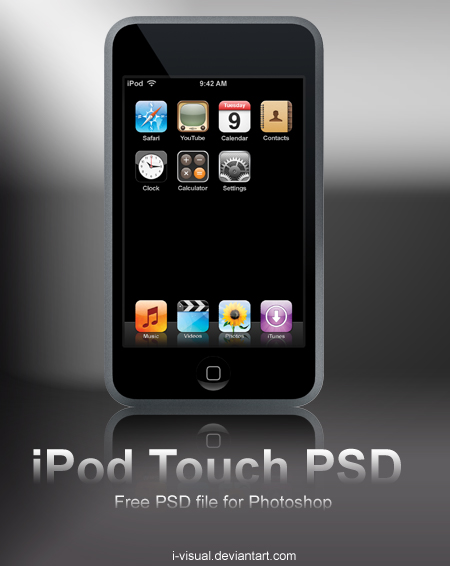 iPod 9:42 AM
Tuesday
9
Safari YouTube Calendar Contacts
Clock Calculator Settings
Music Videos Photos iTunes
iPod Touch PSD
Free PSD file for Photoshop
i-visual.deviantart.com